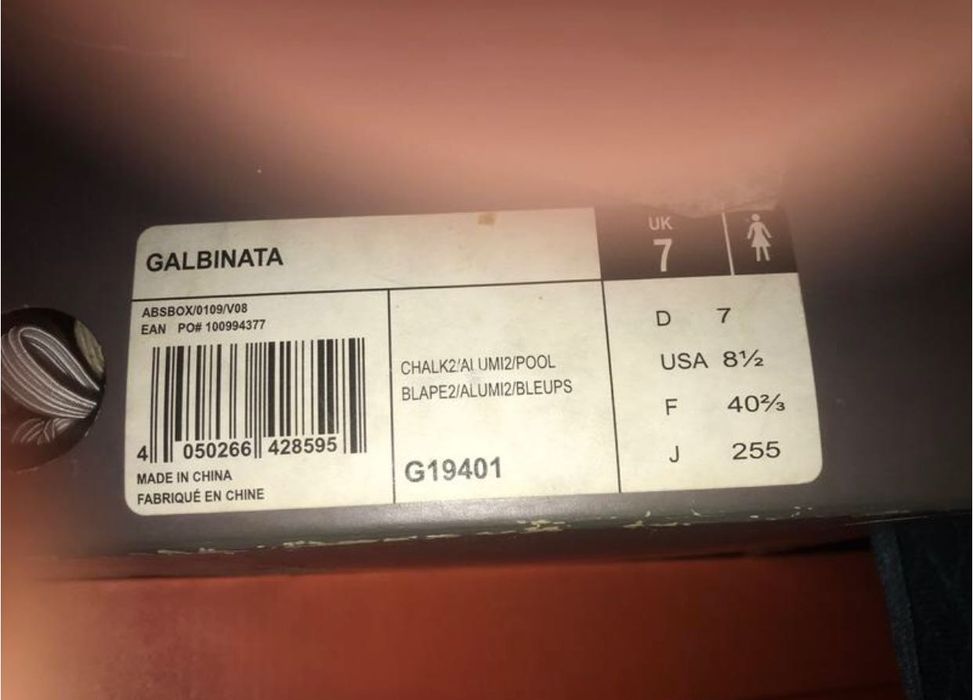 GALBINATA
UK
7
ABSBOX/0109/V08
EAN PO# 100994377
4 050266 428595
MADE IN CHINA
FABRIQUÉ EN CHINE
CHALK2/ALUMI2/POOL
BLAPE2/ALUMI2/BLEUPS
G19401
D 7
USA 8½
F 40⅔
J 255